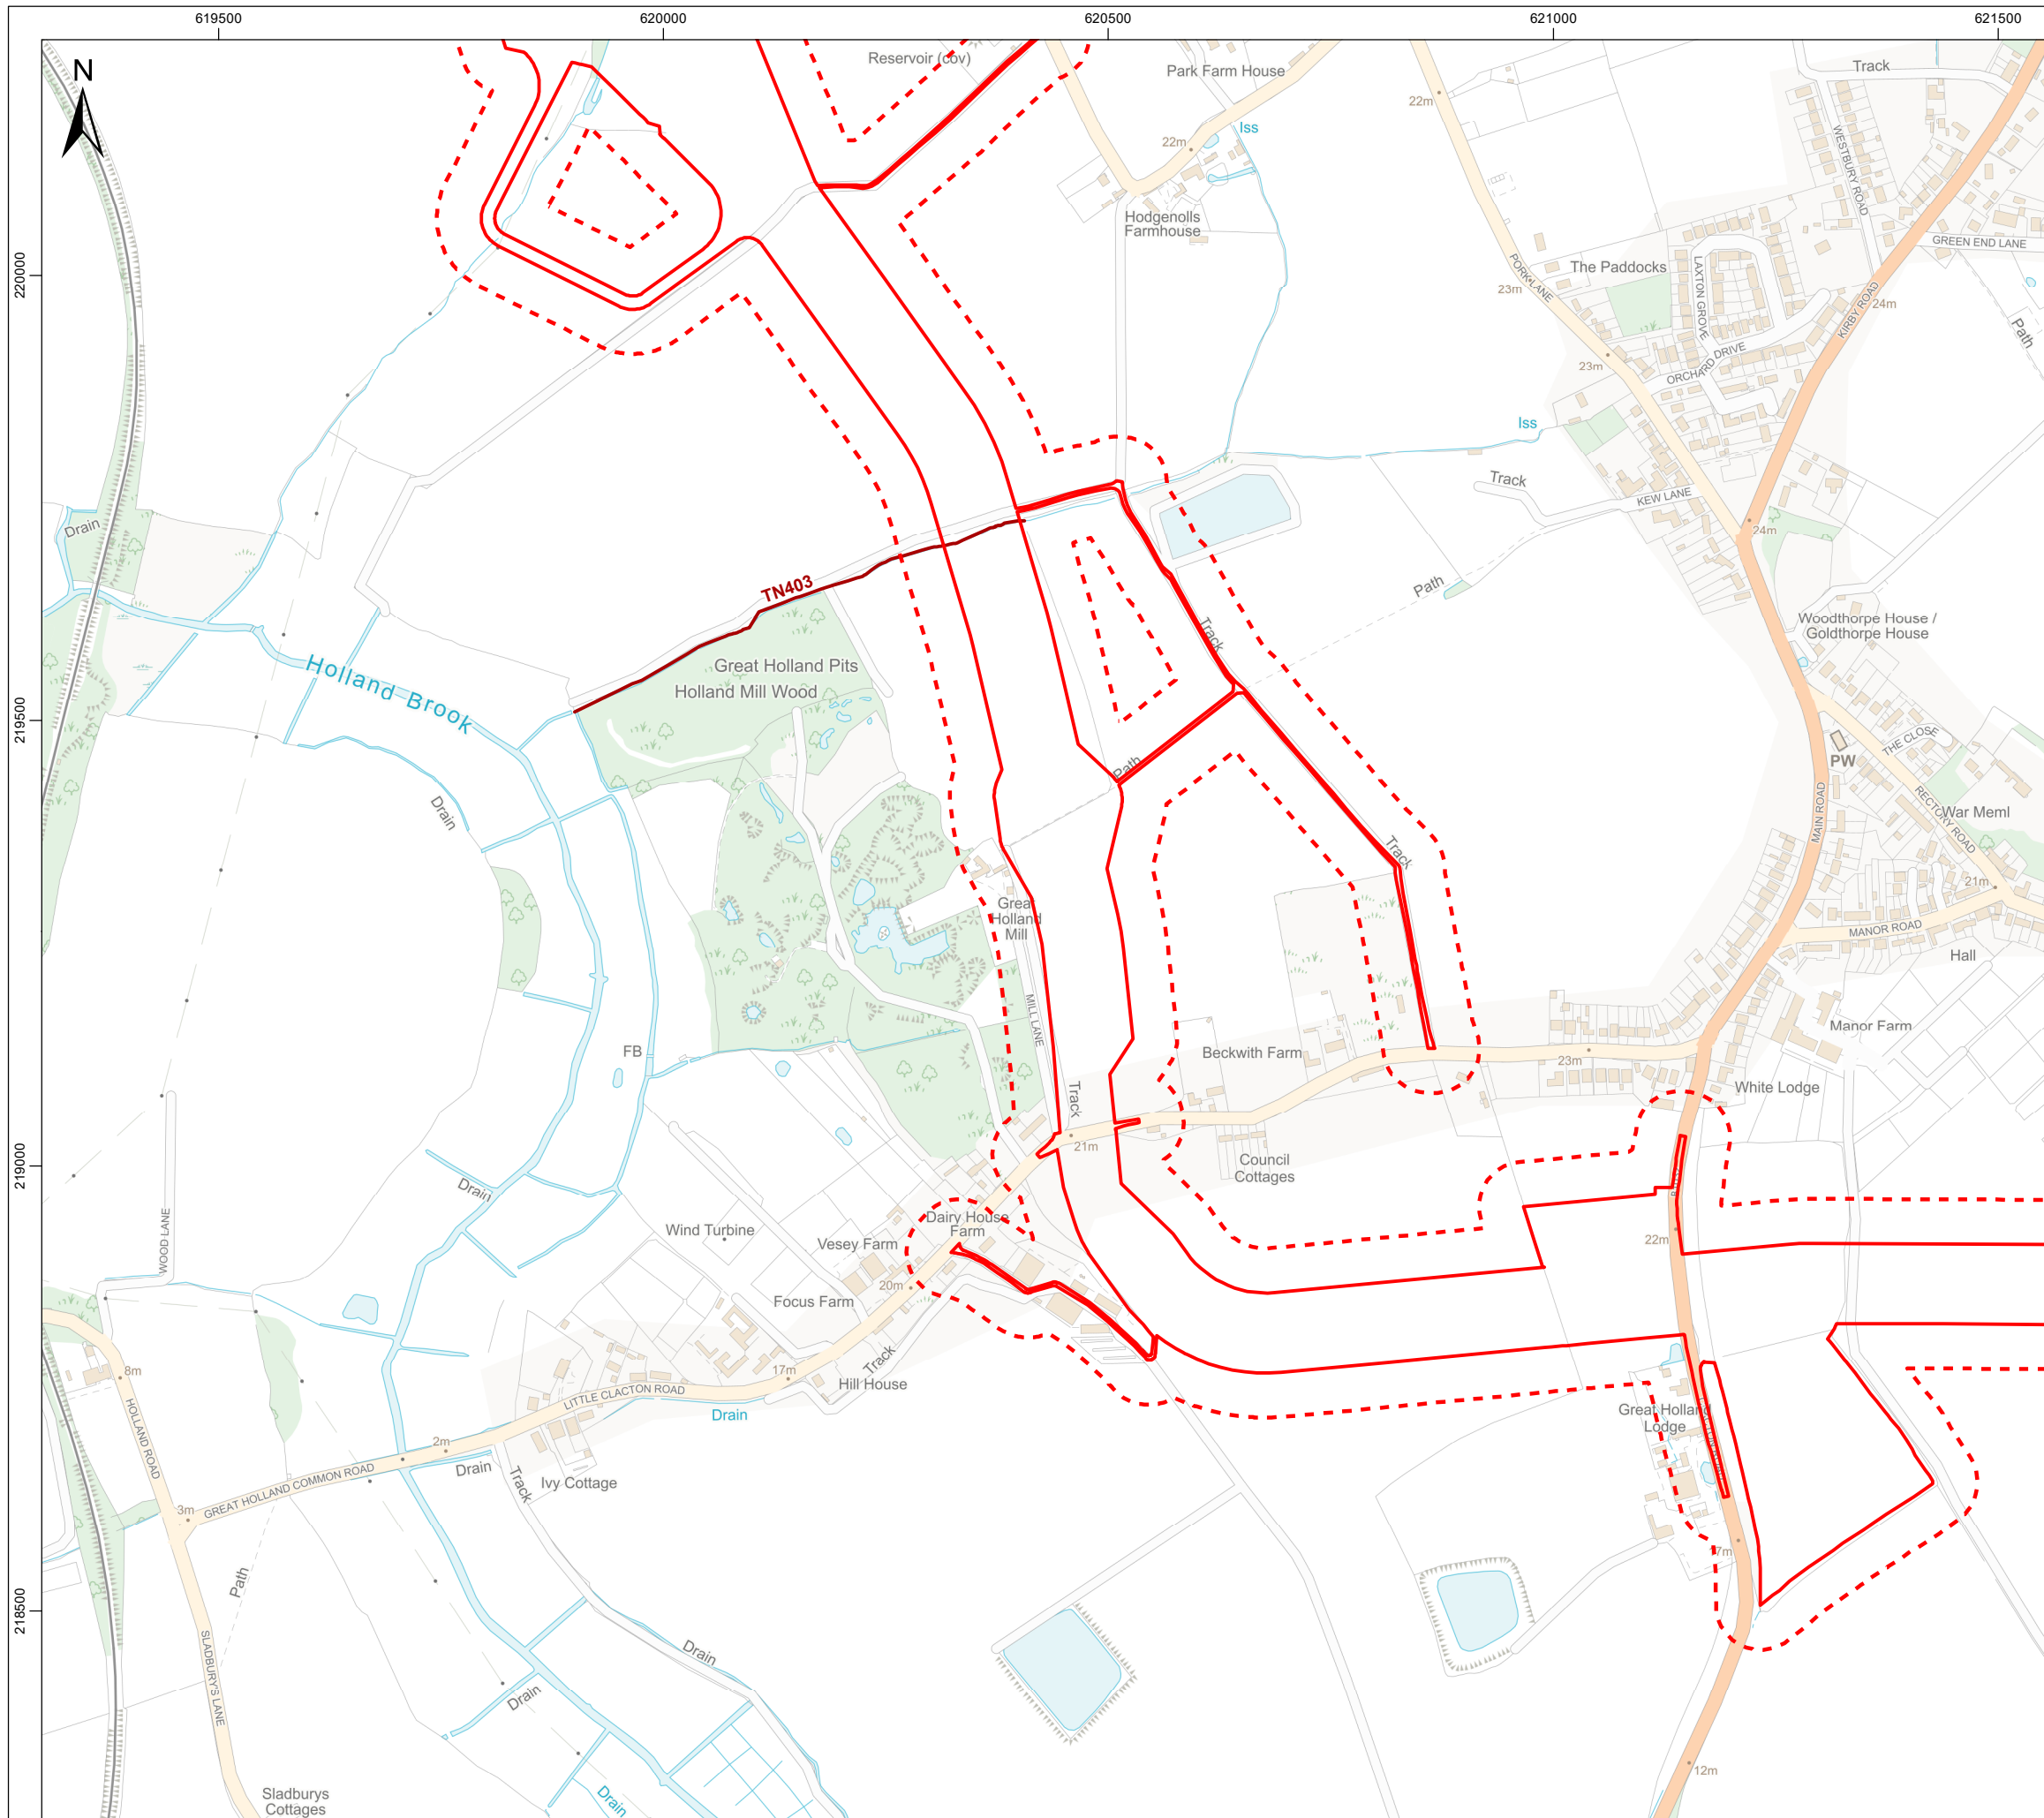 619500
620000
620500
621000
621500
N
220000
219500
219000
218500
Reservoir (cov)
Park Farm House
22m
Track
22m
Iss
WESTBURY ROAD
Hodgenolls
Farmhouse
GREEN END LANE
The Paddocks
PORK LANE
23m
LAXTON GROVE
KIRBY ROAD
24m
Path
23m
ORCHARD DRIVE
Iss
Track
KEW LANE
24m
Drain
TN403
Path
Track
Woodthorpe House /
Goldthorpe House
Holland Brook
Great Holland Pits
Holland Mill Wood
THE CLOSE
PW
Path
RECTORY ROAD
War Meml
MAIN ROAD
Drain
Track
21m
Great
Holland
Mill
MANOR ROAD
Hall
MILL LANE
Manor Farm
FB
Beckwith Farm
23m
White Lodge
Track
21m
Council
Cottages
Drain
WOOD LANE
Wind Turbine
Dairy House
Farm
Vesey Farm
22m
20m
Focus Farm
8m
17m
Track
Hill House
HOLLAND ROAD
LITTLE CLACTON ROAD
Drain
Great Holland
Lodge
2m
GREAT HOLLAND COMMON ROAD
Drain
Track
Ivy Cottage
3m
17m
Path
SLADBURY'S LANE
Drain
Drain
12m
Sladburys
Cottages
Drain